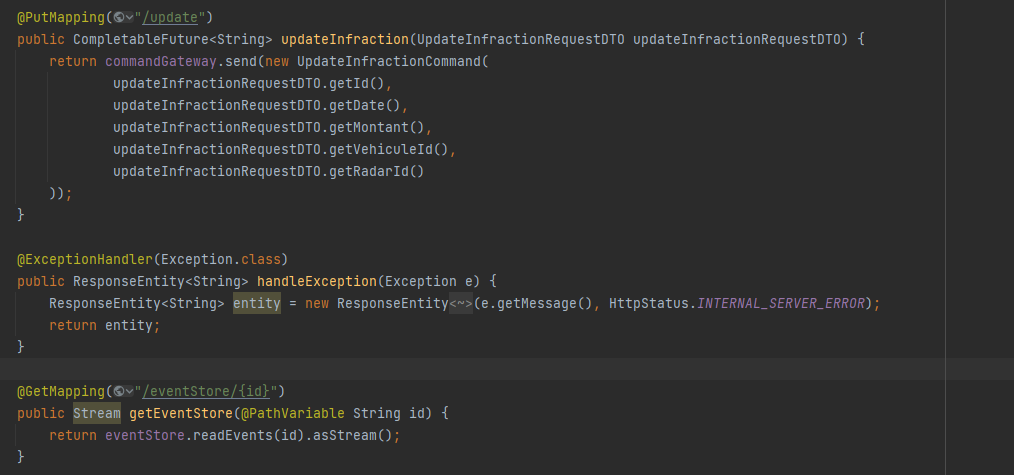 @PutMapping("/update")
public CompletableFuture<String> updateInfraction(UpdateInfractionRequestDTO updateInfractionRequestDTO) {
    return commandGateway.send(new UpdateInfractionCommand(
            updateInfractionRequestDTO.getId(),
            updateInfractionRequestDTO.getDate(),
            updateInfractionRequestDTO.getMontant(),
            updateInfractionRequestDTO.getVehiculeId(),
            updateInfractionRequestDTO.getRadarId()
    ));
}
@ExceptionHandler(Exception.class)
public ResponseEntity<String> handleException(Exception e) {
    ResponseEntity<String> entity = new ResponseEntity<~>(e.getMessage(), HttpStatus.INTERNAL_SERVER_ERROR);
    return entity;
}
@GetMapping("/eventStore/{id}")
public Stream getEventStore(@PathVariable String id) {
    return eventStore.readEvents(id).asStream();
}